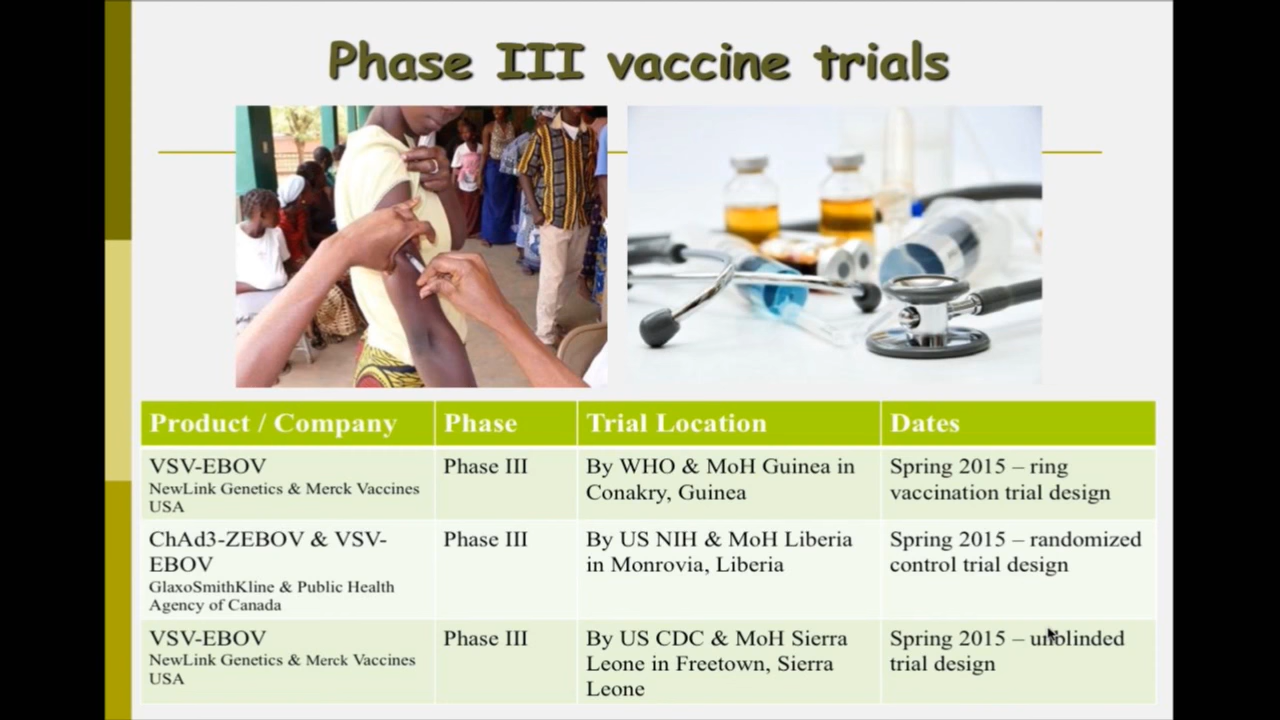 Phase III vaccine trials
Product / Company
Phase
Trial Location
Dates
VSV-EBOV
NewLink Genetics & Merck Vaccines
USA
Phase III
By WHO & MoH Guinea in
Conakry, Guinea
Spring 2015 – ring
vaccination trial design
ChAd3-ZEBOV & VSV-
EBOV
GlaxoSmithKline & Public Health
Agency of Canada
Phase III
By US NIH & MoH Liberia
in Monrovia, Liberia
Spring 2015 – randomized
control trial design
VSV-EBOV
NewLink Genetics & Merck Vaccines
USA
Phase III
By US CDC & MoH Sierra
Leone in Freetown, Sierra
Leone
Spring 2015 – unblinded
trial design